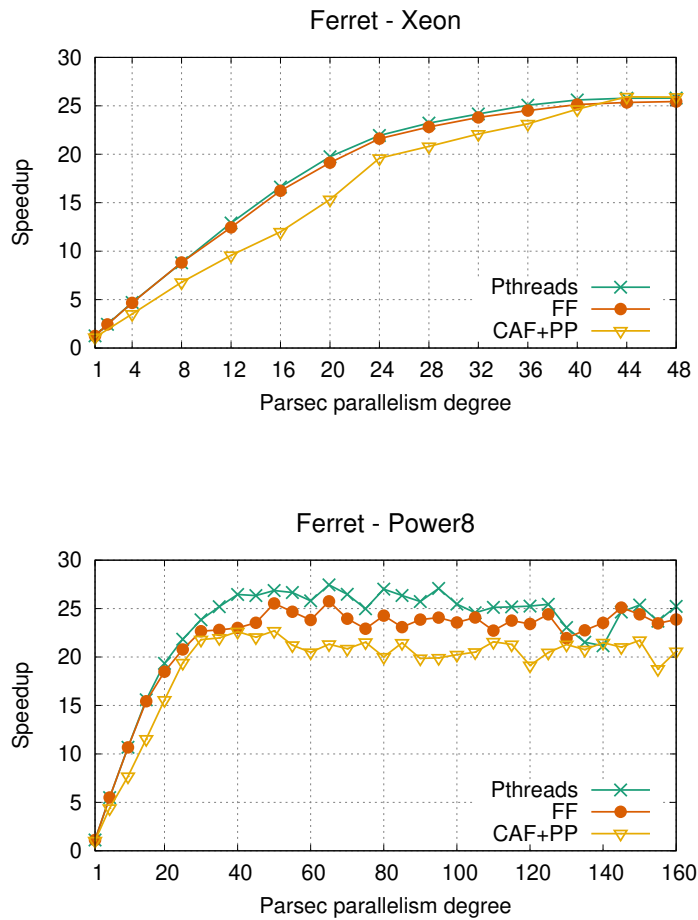 Ferret - Xeon
30
25
20
15
10
5
0
Speedup
Pthreads
FF
CAF+PP
1 4 8 12 16 20 24 28 32 36 40 44 48
Parsec parallelism degree
Ferret - Power8
30
25
20
15
10
5
0
Speedup
Pthreads
FF
CAF+PP
1 20 40 60 80 100 120 140 160
Parsec parallelism degree